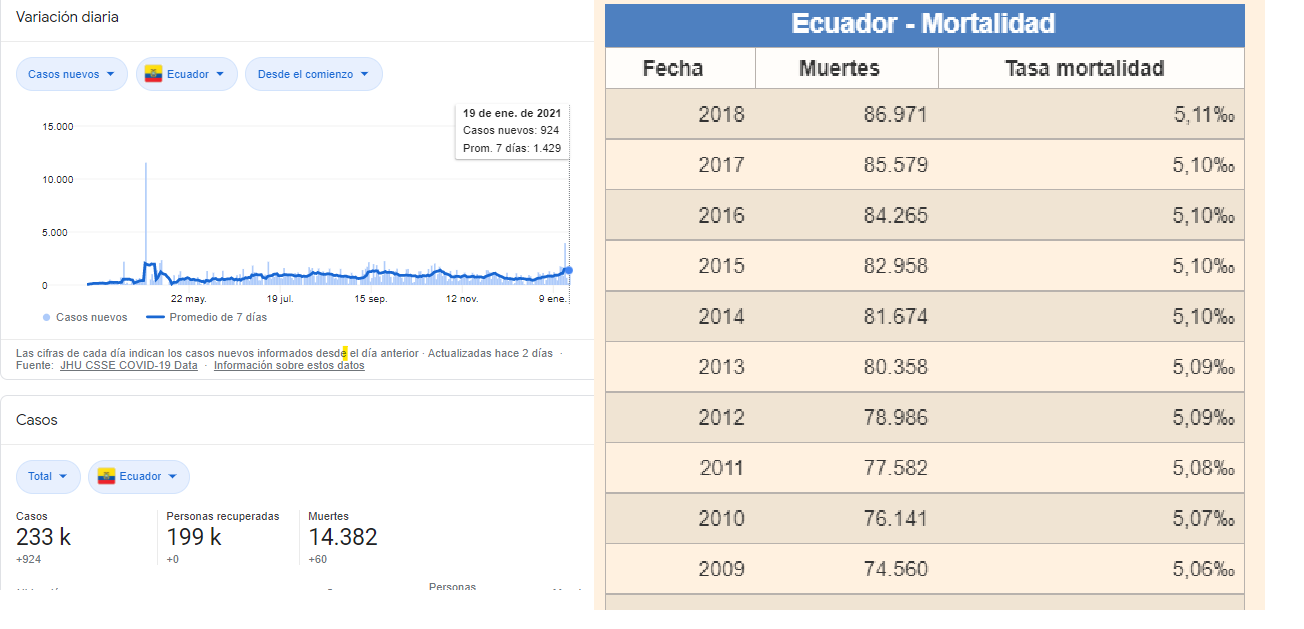 Variación diaria
Casos nuevos
Ecuador
Desde el comienzo
19 de ene. de 2021
Casos nuevos: 924
Prom. 7 días: 1.429
15.000
10.000
5.000
0
22 may.
19 jul.
15 sep.
12 nov.
9 ene.
Casos nuevos
Promedio de 7 días
Las cifras de cada día indican los casos nuevos informados desde el día anterior · Actualizadas hace 2 días ·
Fuente: JHU CSSE COVID-19 Data · Información sobre estos datos
Casos
Total
Ecuador
Casos
Personas recuperadas
Muertes
233 k
199 k
14.382
+924
+0
+60
Personas
Ecuador - Mortalidad
Fecha Muertes Tasa mortalidad
2018 86.971 5,11‰
2017 85.579 5,10‰
2016 84.265 5,10‰
2015 82.958 5,10‰
2014 81.674 5,10‰
2013 80.358 5,09‰
2012 78.986 5,09‰
2011 77.582 5,08‰
2010 76.141 5,07‰
2009 74.560 5,06‰